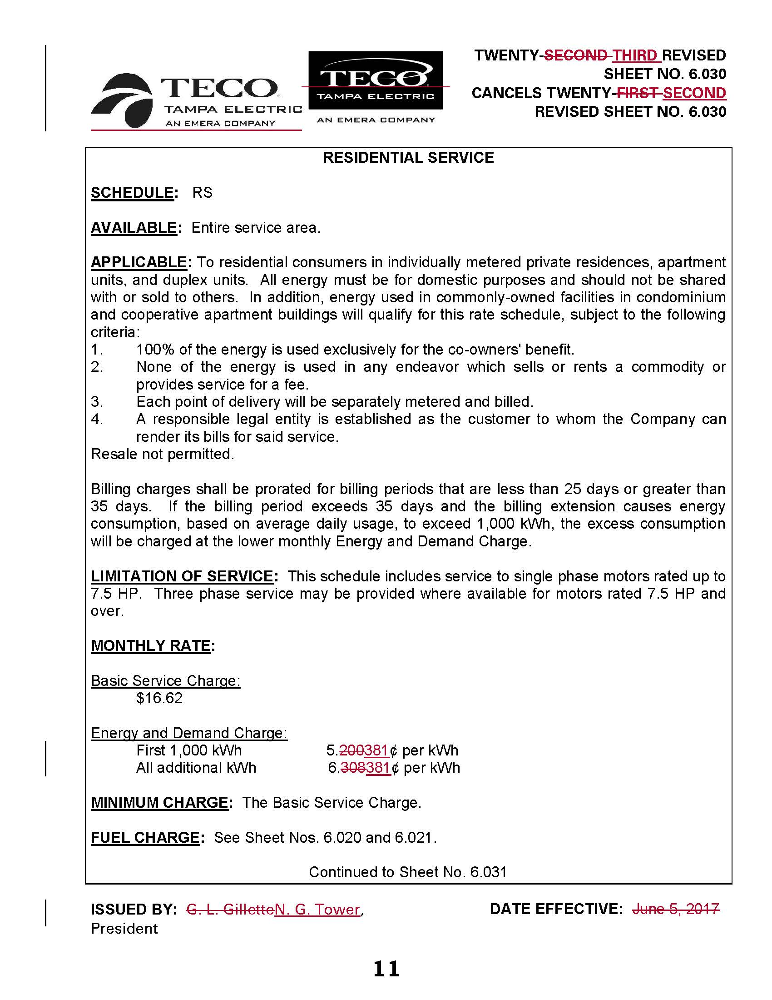 TECO.
TAMPA ELECTRIC
AN EMERA COMPANY
TECO
TAMPA ELECTRIC
AN EMERA COMPANY
TWENTY-SECOND THIRD REVISED
SHEET NO. 6.030
CANCELS TWENTY-FIRST SECOND
REVISED SHEET NO. 6.030
RESIDENTIAL SERVICE
SCHEDULE: RS
AVAILABLE: Entire service area.
APPLICABLE: To residential consumers in individually metered private residences, apartment
units, and duplex units. All energy must be for domestic purposes and should not be shared
with or sold to others. In addition, energy used in commonly-owned facilities in condominium
and cooperative apartment buildings will qualify for this rate schedule, subject to the following
criteria:
1. 100% of the energy is used exclusively for the co-owners' benefit.
2. None of the energy is used in any endeavor which sells or rents a commodity or
provides service for a fee.
3. Each point of delivery will be separately metered and billed.
4. A responsible legal entity is established as the customer to whom the Company can
render its bills for said service.
Resale not permitted.
Billing charges shall be prorated for billing periods that are less than 25 days or greater than
35 days. If the billing period exceeds 35 days and the billing extension causes energy
consumption, based on average daily usage, to exceed 1,000 kWh, the excess consumption
will be charged at the lower monthly Energy and Demand Charge.
LIMITATION OF SERVICE: This schedule includes service to single phase motors rated up to
7.5 HP. Three phase service may be provided where available for motors rated 7.5 HP and
over.
MONTHLY RATE:
Basic Service Charge:
$16.62
Energy and Demand Charge:
First 1,000 kWh 5.200381¢ per kWh
All additional kWh 6.308381¢ per kWh
MINIMUM CHARGE: The Basic Service Charge.
FUEL CHARGE: See Sheet Nos. 6.020 and 6.021.
Continued to Sheet No. 6.031
ISSUED BY: G. L. GilletteN. G. Tower,
President
DATE EFFECTIVE: June 5, 2017
11